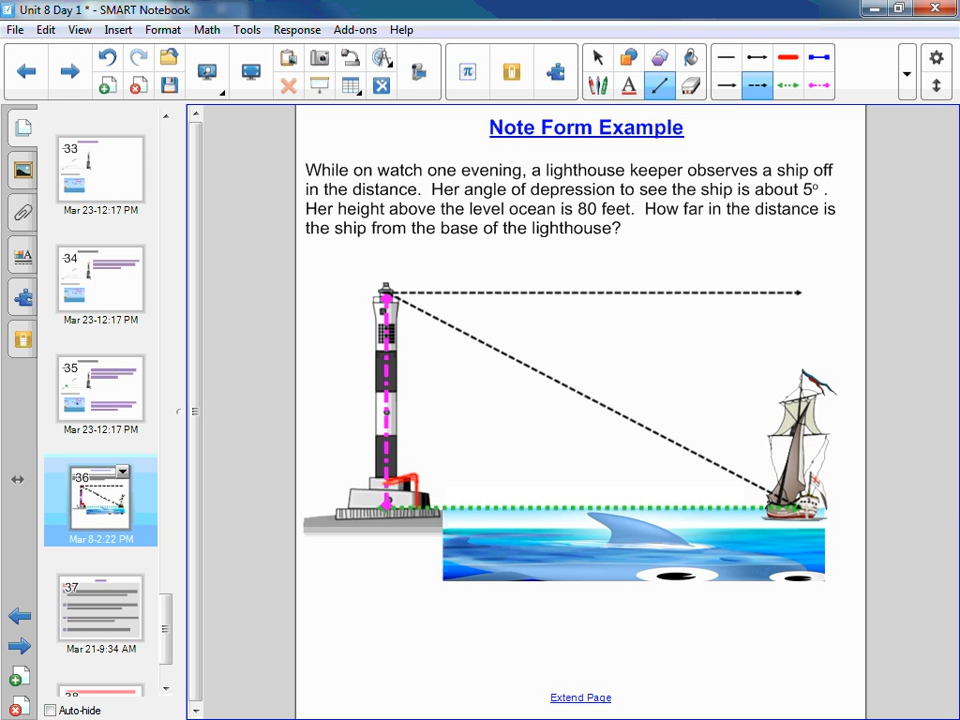 Unit 8 Day 1 * - SMART Notebook
File Edit View Insert Format Math Tools Response Add-ons Help
33
Mar 23-12:17 PM
34
Mar 23-12:17 PM
35
Mar 23-12:17 PM
36
Mar 8-2:22 PM
37
Mar 21-9:34 AM
38
Auto-hide
Note Form Example
While on watch one evening, a lighthouse keeper observes a ship off
in the distance.  Her angle of depression to see the ship is about 5º .
Her height above the level ocean is 80 feet.  How far in the distance is
the ship from the base of the lighthouse?
Extend Page